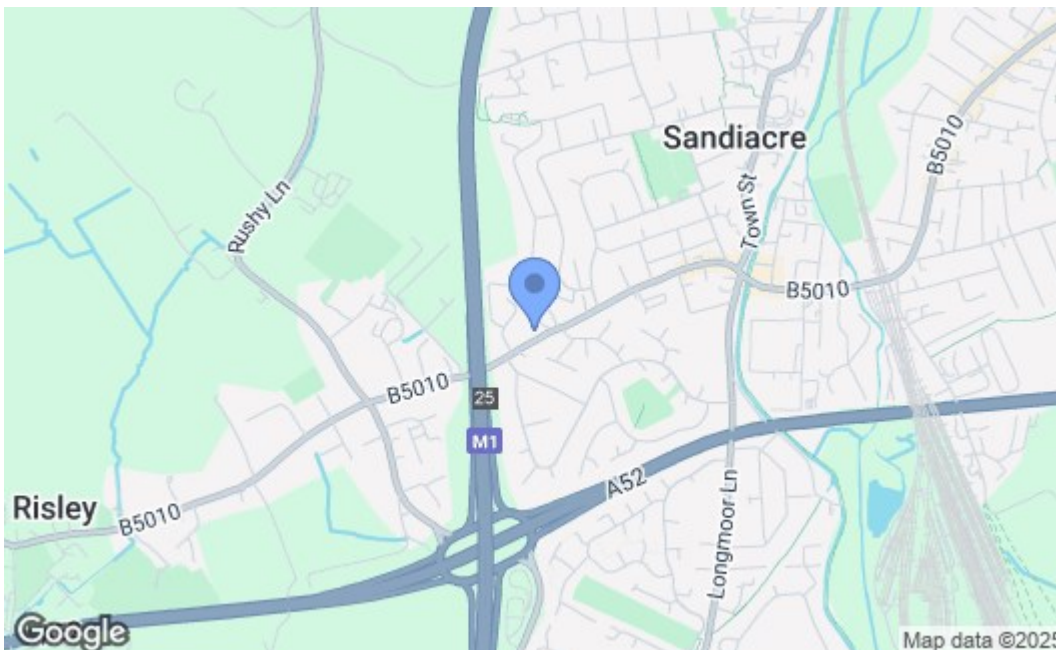 Sandiacre
B5010
Rushy Ln
Town St
B5010
B5010
25
M1
A52
Longmoor Ln
Risley
B5010
Google
Map data ©2025